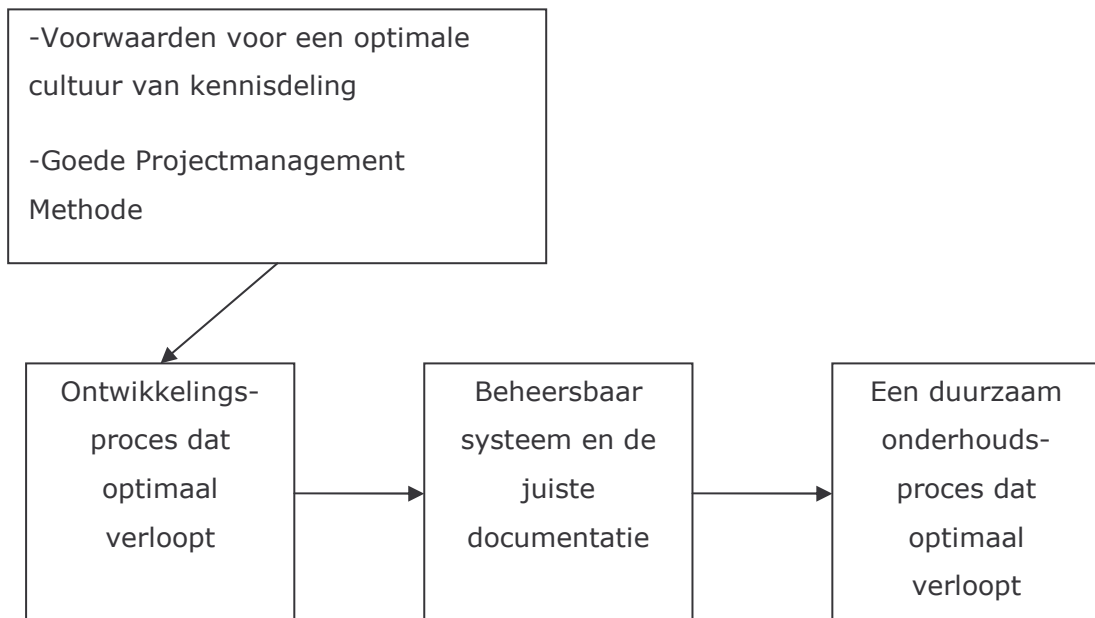 -Voorwaarden voor een optimale
cultuur van kennisdeling
-Goede Projectmanagement
Methode
Ontwikkelings-
proces dat
optimaal
verloopt
Beheersbaar
systeem en de
juiste
documentatie
Een duurzaam
onderhouds-
proces dat
optimaal
verloopt